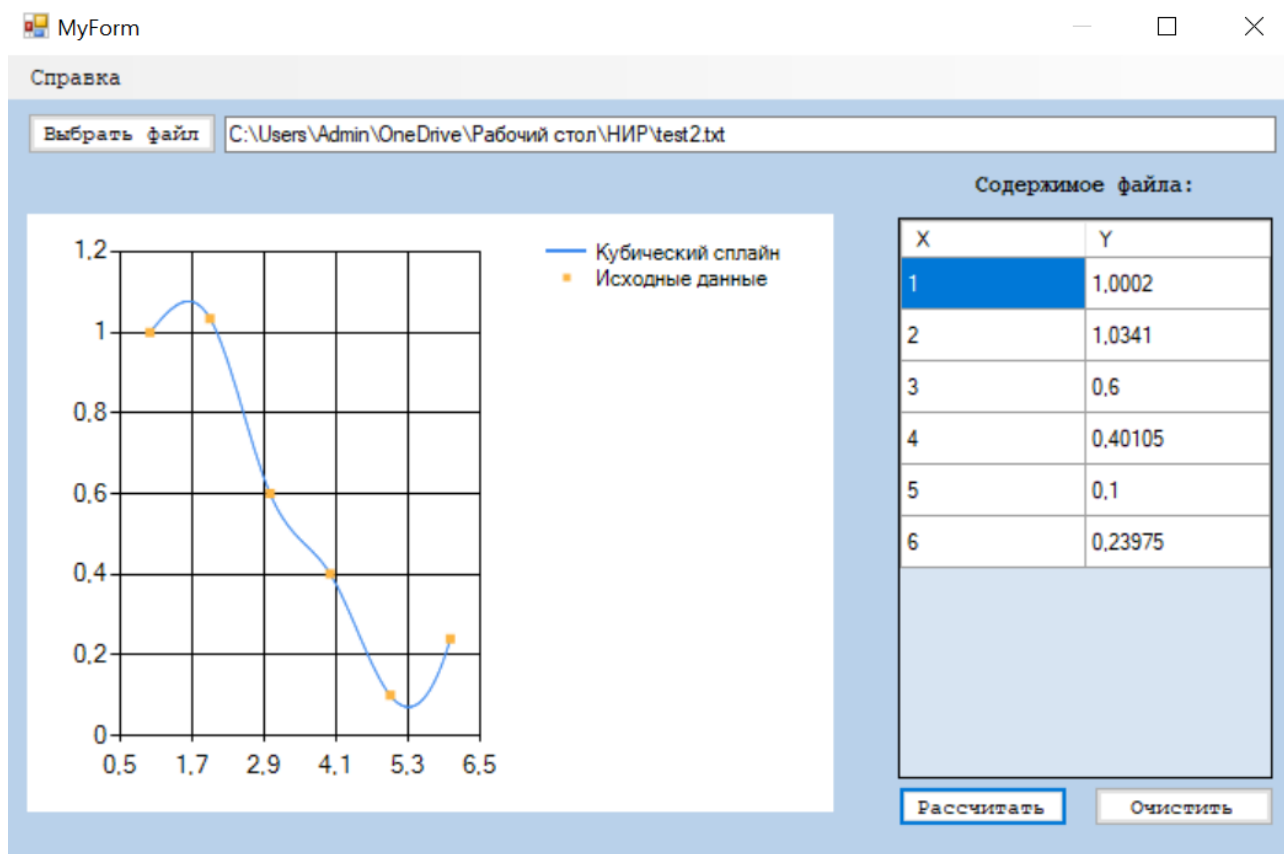 MyForm
Справка
Выбрать файл C:\Users\Admin\OneDrive\Рабочий стол\НИР\test2.txt
Содержимое файла:
1,2
1
0,8
0,6
0,4
0,2
0
0,5 1,7 2,9 4,1 5,3 6,5
Кубический сплайн
Исходные данные
X Y
1 1,0002
2 1,0341
3 0,6
4 0,40105
5 0,1
6 0,23975
Рассчитать Очистить